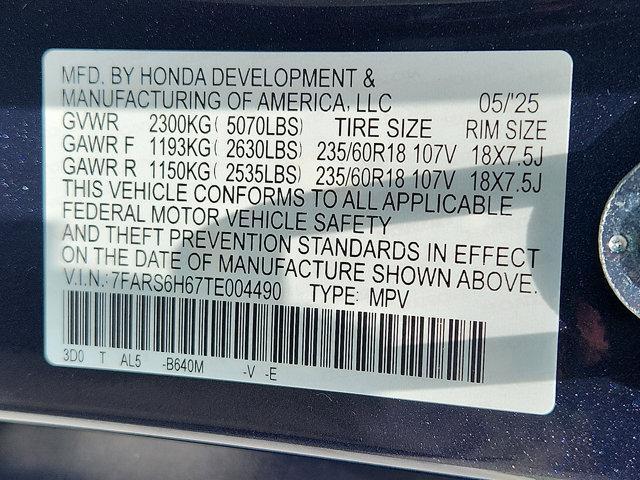 MFD. BY HONDA DEVELOPMENT &
MANUFACTURING OF AMERICA, LLC 05/'25
GVWR 2300KG( 5070LBS) TIRE SIZE RIM SIZE
GAWR F 1193KG( 2630LBS) 235/60R18 107V 18X7.5J
GAWR R 1150KG( 2535LBS) 235/60R18 107V 18X7.5J
THIS VEHICLE CONFORMS TO ALL APPLICABLE
FEDERAL MOTOR VEHICLE SAFETY
AND THEFT PREVENTION STANDARDS IN EFFECT
ON THE DATE OF MANUFACTURE SHOWN ABOVE.
V.I.N.:7FARS6H67TE004490 TYPE: MPV
3D0 T AL5 -B640M -V -E